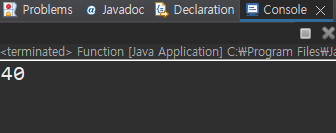 Problems @ Javadoc Declaration Console
<terminated> Function [Java Application] C:₩Program Files₩Ja
40